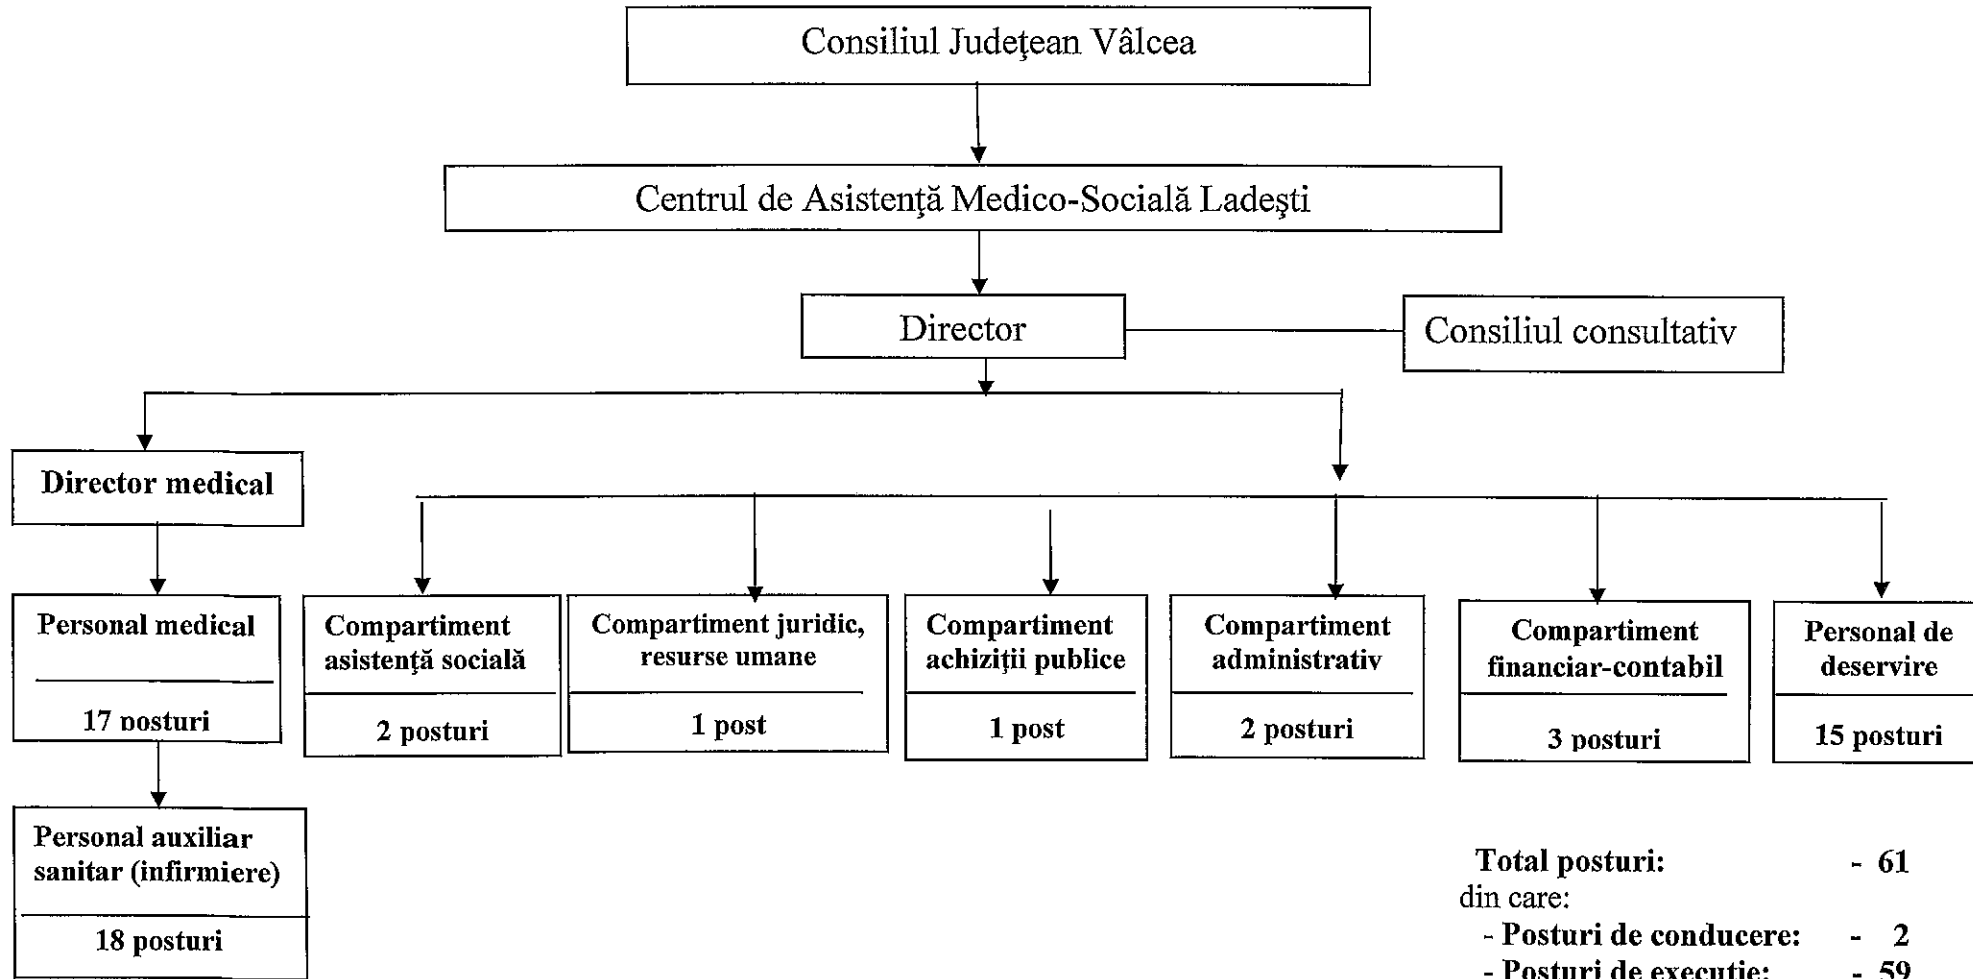 Consiliul Judeţean Vâlcea
Centrul de Asistenţă Medico-Socială Ladeşti
Director
Consiliul consultativ
Director medical
Personal medical
17 posturi
Compartiment
asistenţă socială
2 posturi
Compartiment juridic,
resurse umane
1 post
Compartiment
achiziţii publice
1 post
Compartiment
administrativ
2 posturi
Compartiment
financiar-contabil
3 posturi
Personal de
deservire
15 posturi
Personal auxiliar
sanitar (infirmiere)
18 posturi
Total posturi: - 61
din care:
- Posturi de conducere: - 2
- Posturi de execuţie: - 59